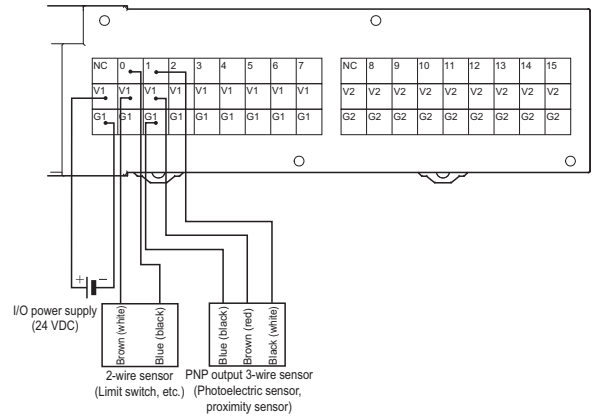 NC 0 1 2 3 4 5 6 7 NC 8 9 10 11 12 13 14 15
V1 V1 V1 V1 V1 V1 V1 V1 V1 V2 V2 V2 V2 V2 V2 V2 V2 V2
G1 G1 G1 G1 G1 G1 G1 G1 G1 G2 G2 G2 G2 G2 G2 G2 G2 G2
+ −
I/O power supply
(24 VDC)
Brown (white)
Blue (black)
Blue (black)
Brown (red)
Black (white)
2-wire sensor
(Limit switch, etc.)
PNP output 3-wire sensor
(Photoelectric sensor,
proximity sensor)